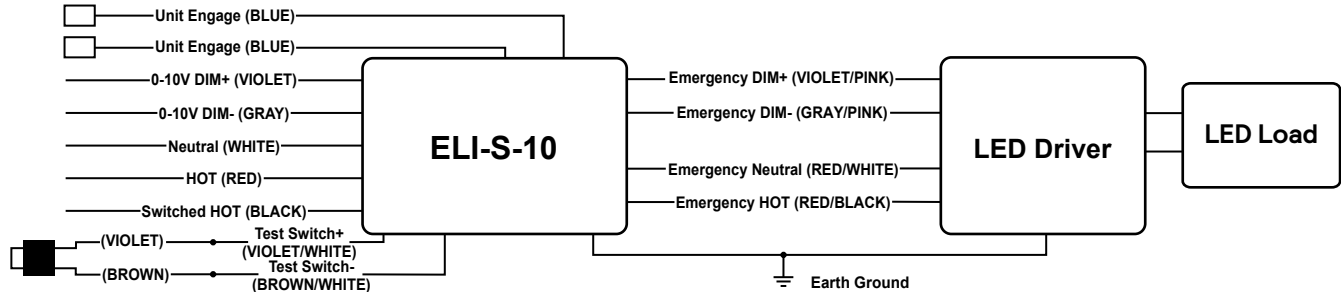 Unit Engage (BLUE)
Unit Engage (BLUE)
0-10V DIM+ (VIOLET)
0-10V DIM- (GRAY)
Neutral (WHITE)
HOT (RED)
Switched HOT (BLACK)
(VIOLET)
Test Switch+
(VIOLET/WHITE)
(BROWN)
Test Switch-
(BROWN/WHITE)
ELI-S-10
Emergency DIM+ (VIOLET/PINK)
Emergency DIM- (GRAY/PINK)
Emergency Neutral (RED/WHITE)
Emergency HOT (RED/BLACK)
Earth Ground
LED Driver
LED Load